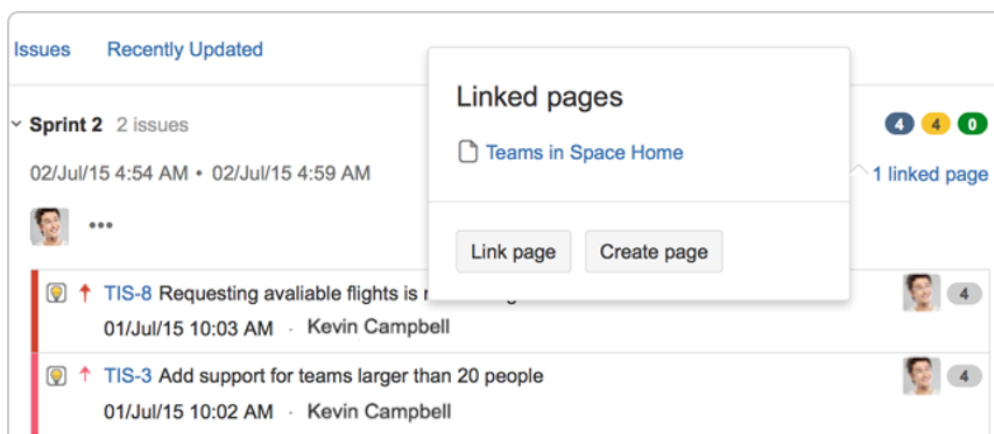 Issues Recently Updated
Linked pages
Teams in Space Home
Link page Create page
Sprint 2 2 issues 4 4 0
02/Jul/15 4:54 AM • 02/Jul/15 4:59 AM 1 linked page
•••
TIS-8 Requesting avaliable flights is 4
01/Jul/15 10:03 AM · Kevin Campbell
TIS-3 Add support for teams larger than 20 people 4
01/Jul/15 10:02 AM · Kevin Campbell